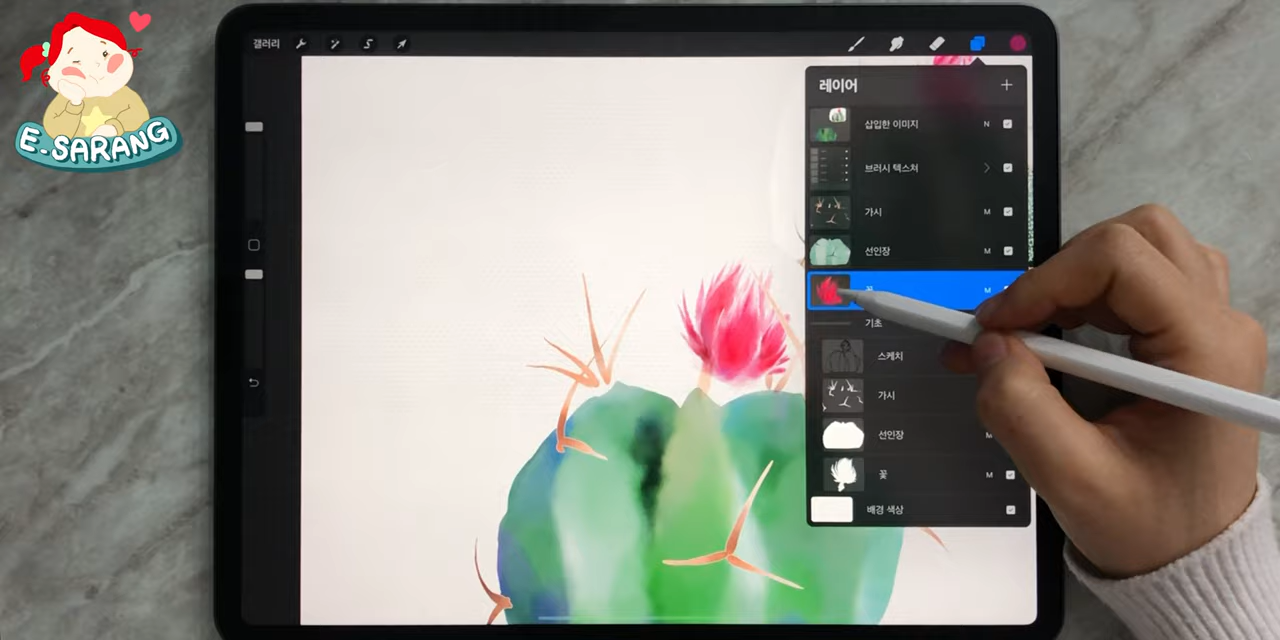 E.SARANG
갤러리
레이어
삽입한 이미지 N
브러시 텍스처
가시 M
선인장 M
꽃 M
기초
스케치
가시
선인장 M
꽃 M
배경 색상